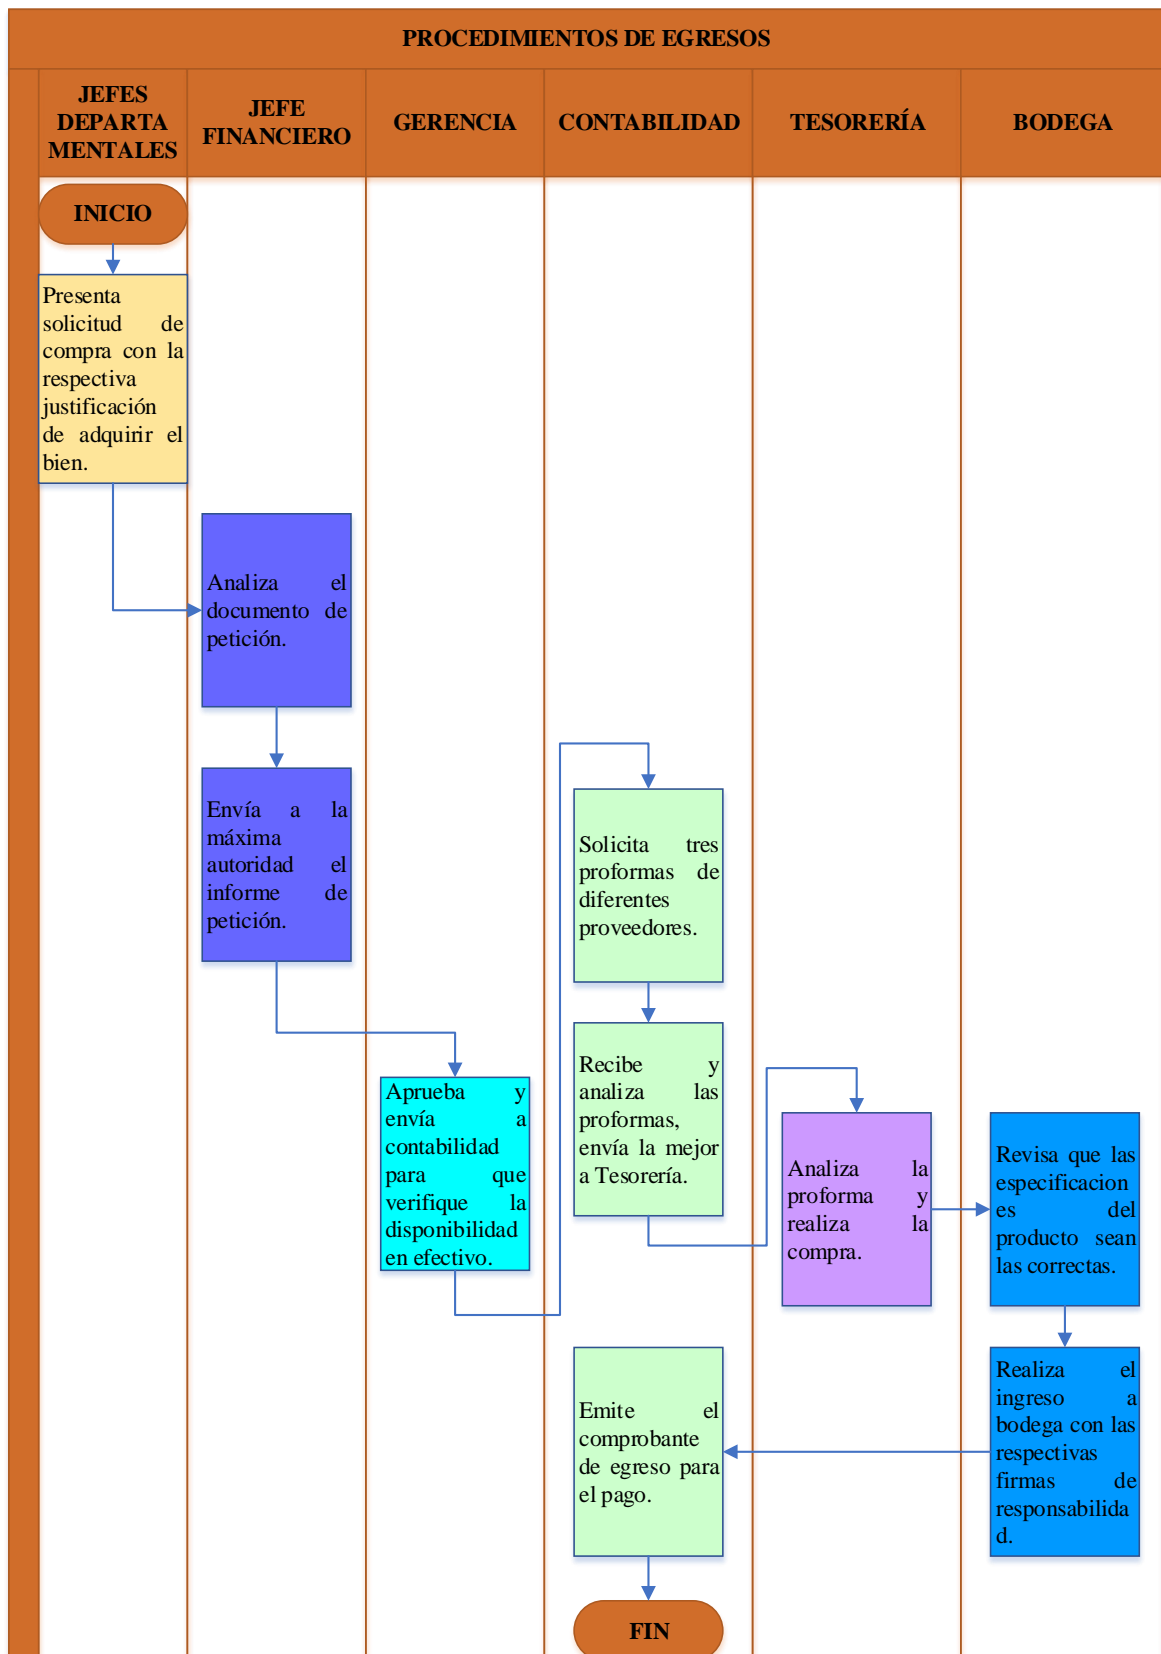 PROCEDIMIENTOS DE EGRESOS
JEFES
DEPARTA
MENTALES
JEFE
FINANCIERO
GERENCIA
CONTABILIDAD
TESORERÍA
BODEGA
INICIO
Presenta
solicitud de
compra con la
respectiva
justificación
de adquirir el
bien.
Analiza el
documento de
petición.
Envía a la
máxima
autoridad el
informe de
petición.
Aprueba y
envía a
contabilidad
para que
verifique la
disponibilidad
en efectivo.
Solicita tres
proformas de
diferentes
proveedores.
Recibe y
analiza las
proformas,
envía la mejor
a Tesorería.
Analiza la
proforma y
realiza la
compra.
Revisa que las
especificacion
es del
producto sean
las correctas.
Realiza el
ingreso a
bodega con las
respectivas
firmas de
responsabilida
d.
Emite el
comprobante
de egreso para
el pago.
FIN